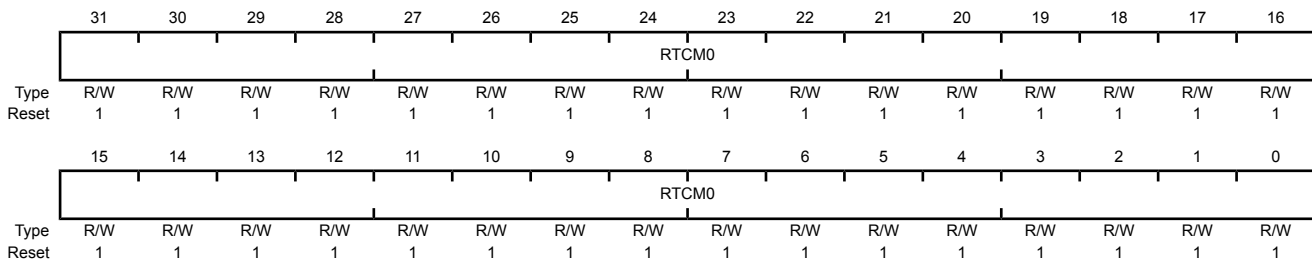 31 30 29 28 27 26 25 24 23 22 21 20 19 18 17 16
RTCM0
Type R/W R/W R/W R/W R/W R/W R/W R/W R/W R/W R/W R/W R/W R/W R/W R/W
Reset 1 1 1 1 1 1 1 1 1 1 1 1 1 1 1 1
15 14 13 12 11 10 9 8 7 6 5 4 3 2 1 0
RTCM0
Type R/W R/W R/W R/W R/W R/W R/W R/W R/W R/W R/W R/W R/W R/W R/W R/W
Reset 1 1 1 1 1 1 1 1 1 1 1 1 1 1 1 1